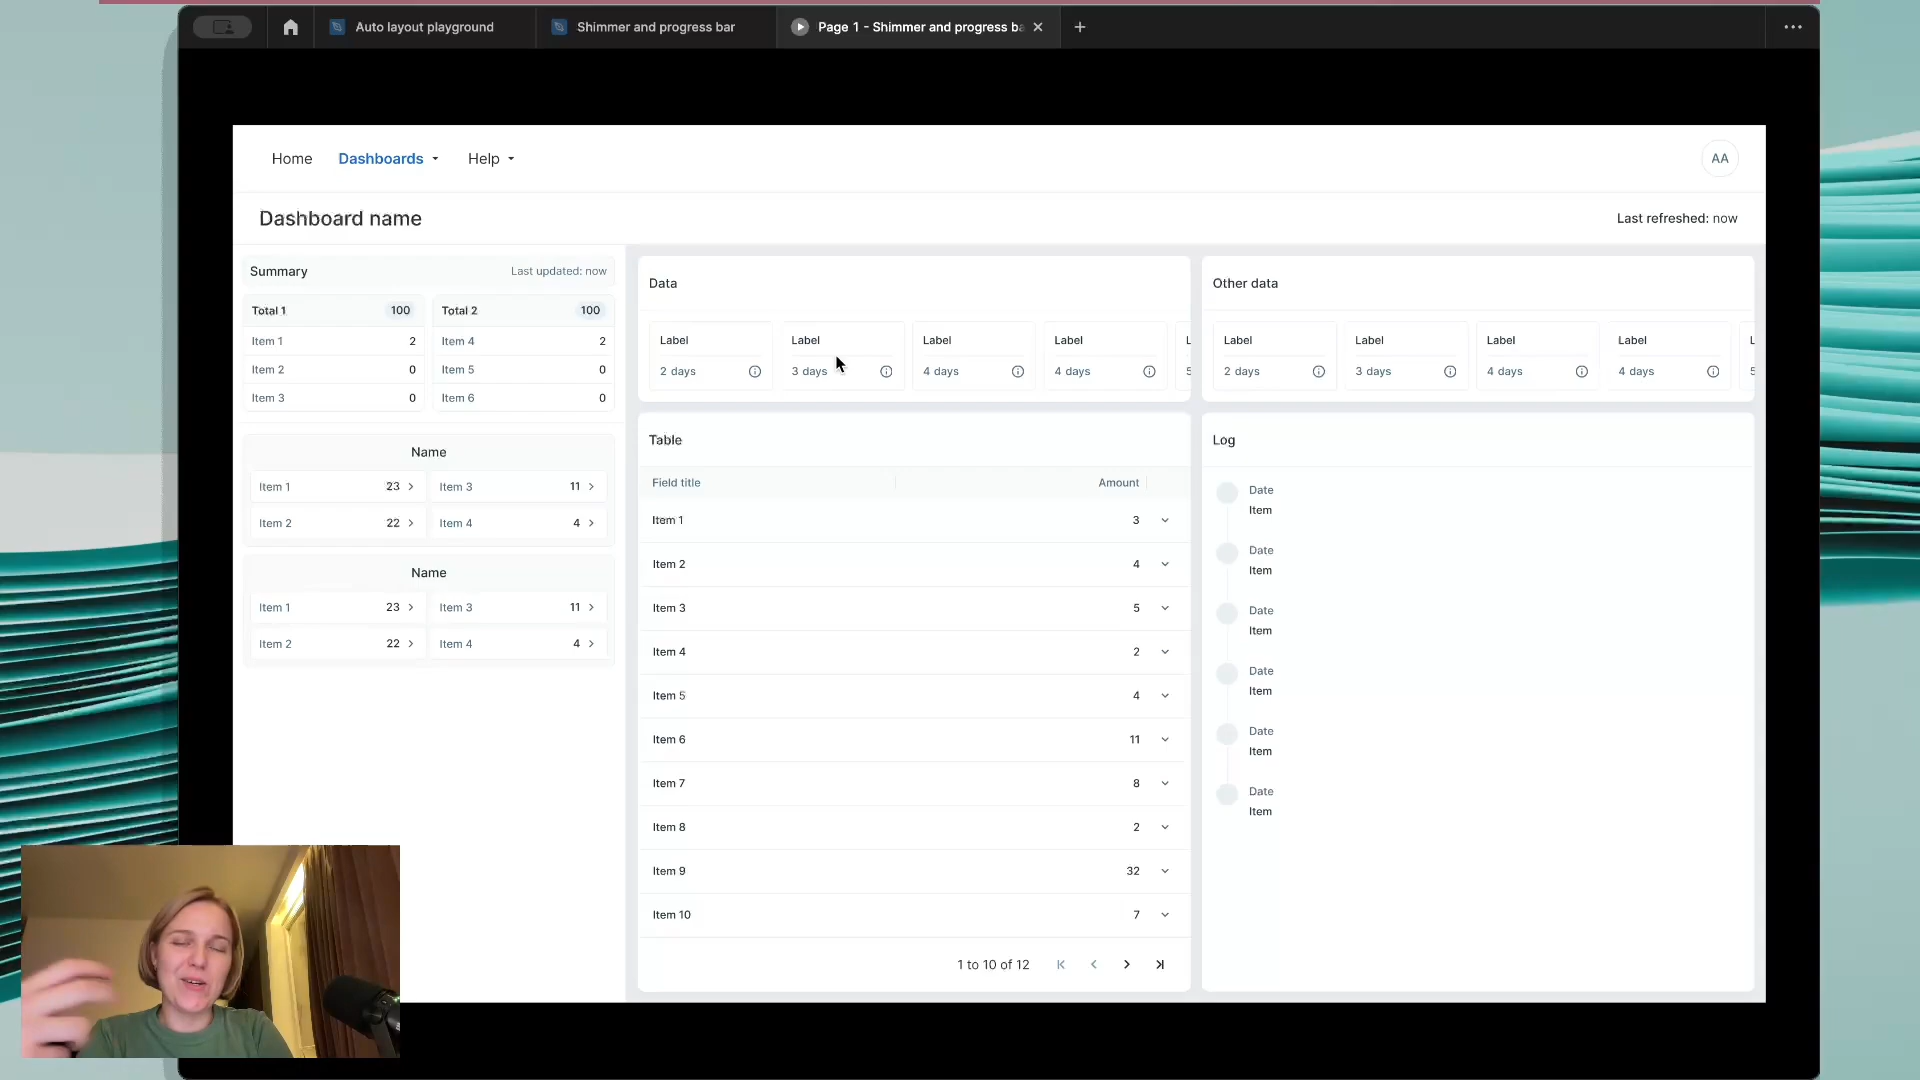 Auto layout playground
Shimmer and progress bar
Page 1 - Shimmer and progress ba
Home
Dashboards
Help
AA
Dashboard name
Last refreshed: now
Summary
Last updated: now
Total 1 100
Item 1 2
Item 2 0
Item 3 0
Total 2 100
Item 4 2
Item 5 0
Item 6 0
Name
Item 1 23
Item 3 11
Item 2 22
Item 4 4
Name
Item 1 23
Item 3 11
Item 2 22
Item 4 4
Data
Label
2 days
Label
3 days
Label
4 days
Label
4 days
L
5
Other data
Label
2 days
Label
3 days
Label
4 days
Label
4 days
L
5
Table
Field title Amount
Item 1 3
Item 2 4
Item 3 5
Item 4 2
Item 5 4
Item 6 11
Item 7 8
Item 8 2
Item 9 32
Item 10 7
1 to 10 of 12
Log
Date
Item
Date
Item
Date
Item
Date
Item
Date
Item
Date
Item